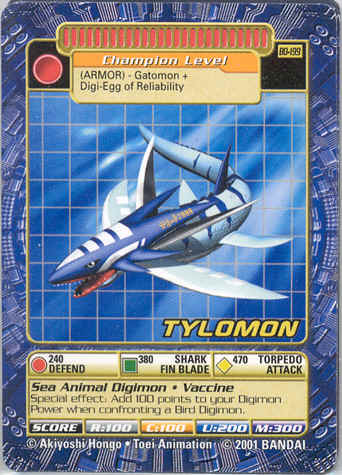 BO-199
Champion Level
(ARMOR) - Gatomon +
Digi-Egg of Reliability
TYLOMON
240 DEFEND
380 SHARK FIN BLADE
470 TORPEDO ATTACK
Sea Animal Digimon • Vaccine
Special effect: Add 100 points to your Digimon
Power when confronting a Bird Digimon.
SCORE R:100 C:100 U:200 M:300
© Akiyoshi Hongo • Toei Animation © 2001 BANDAI